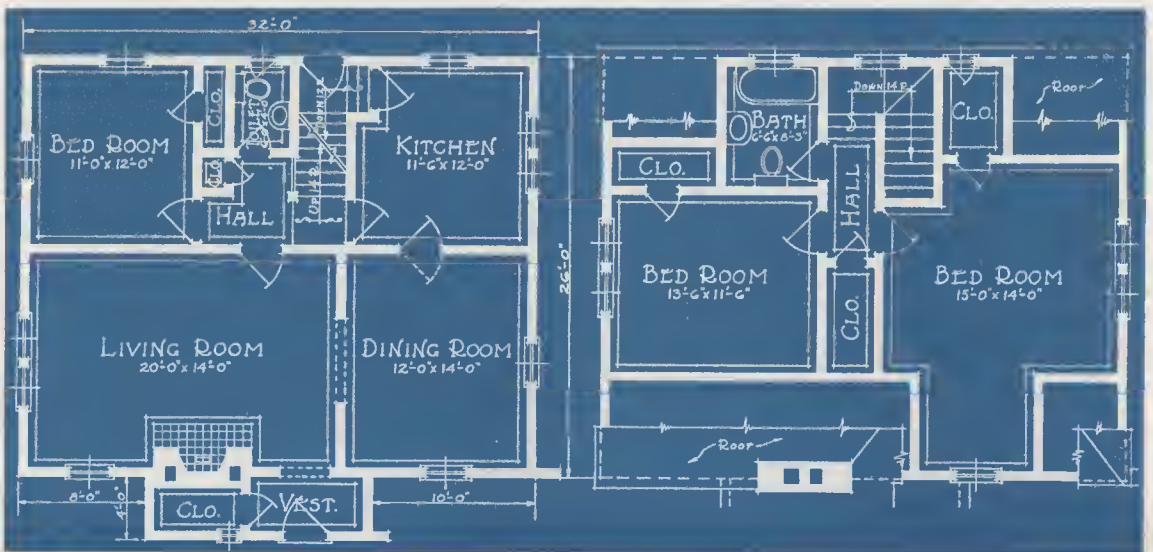 32'-0"
BED ROOM
11'-0" x 12'-0"
CLO.
TOILET
CLO.
DOWN 12 R
UP 14 R
KITCHEN
11'-6" x 12'-0"
HALL
LIVING ROOM
20'-0" x 14'-0"
DINING ROOM
12'-0" x 14'-0"
26'-0"
8'-0"
4'-0"
CLO.
VEST.
10'-0"
BATH
6'-6" x 8'-3"
DOWN 14 R.
CLO.
ROOF
CLO.
HALL
BED ROOM
13'-6" x 11'-6"
BED ROOM
15'-0" x 14'-0"
CLO.
ROOF